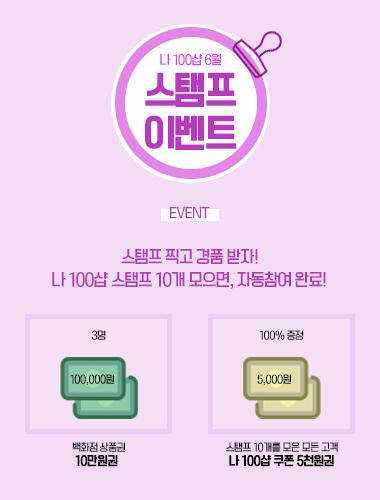 나 100샵 6월
스탬프
이벤트
EVENT
스탬프 찍고 경품 받자!
나 100샵 스탬프 10개 모으면, 자동참여 완료!
3명
100,000원
백화점 상품권
10만원권
100% 증정
5,000원
스탬프 10개를 모은 모든 고객
나 100샵 쿠폰 5천원권